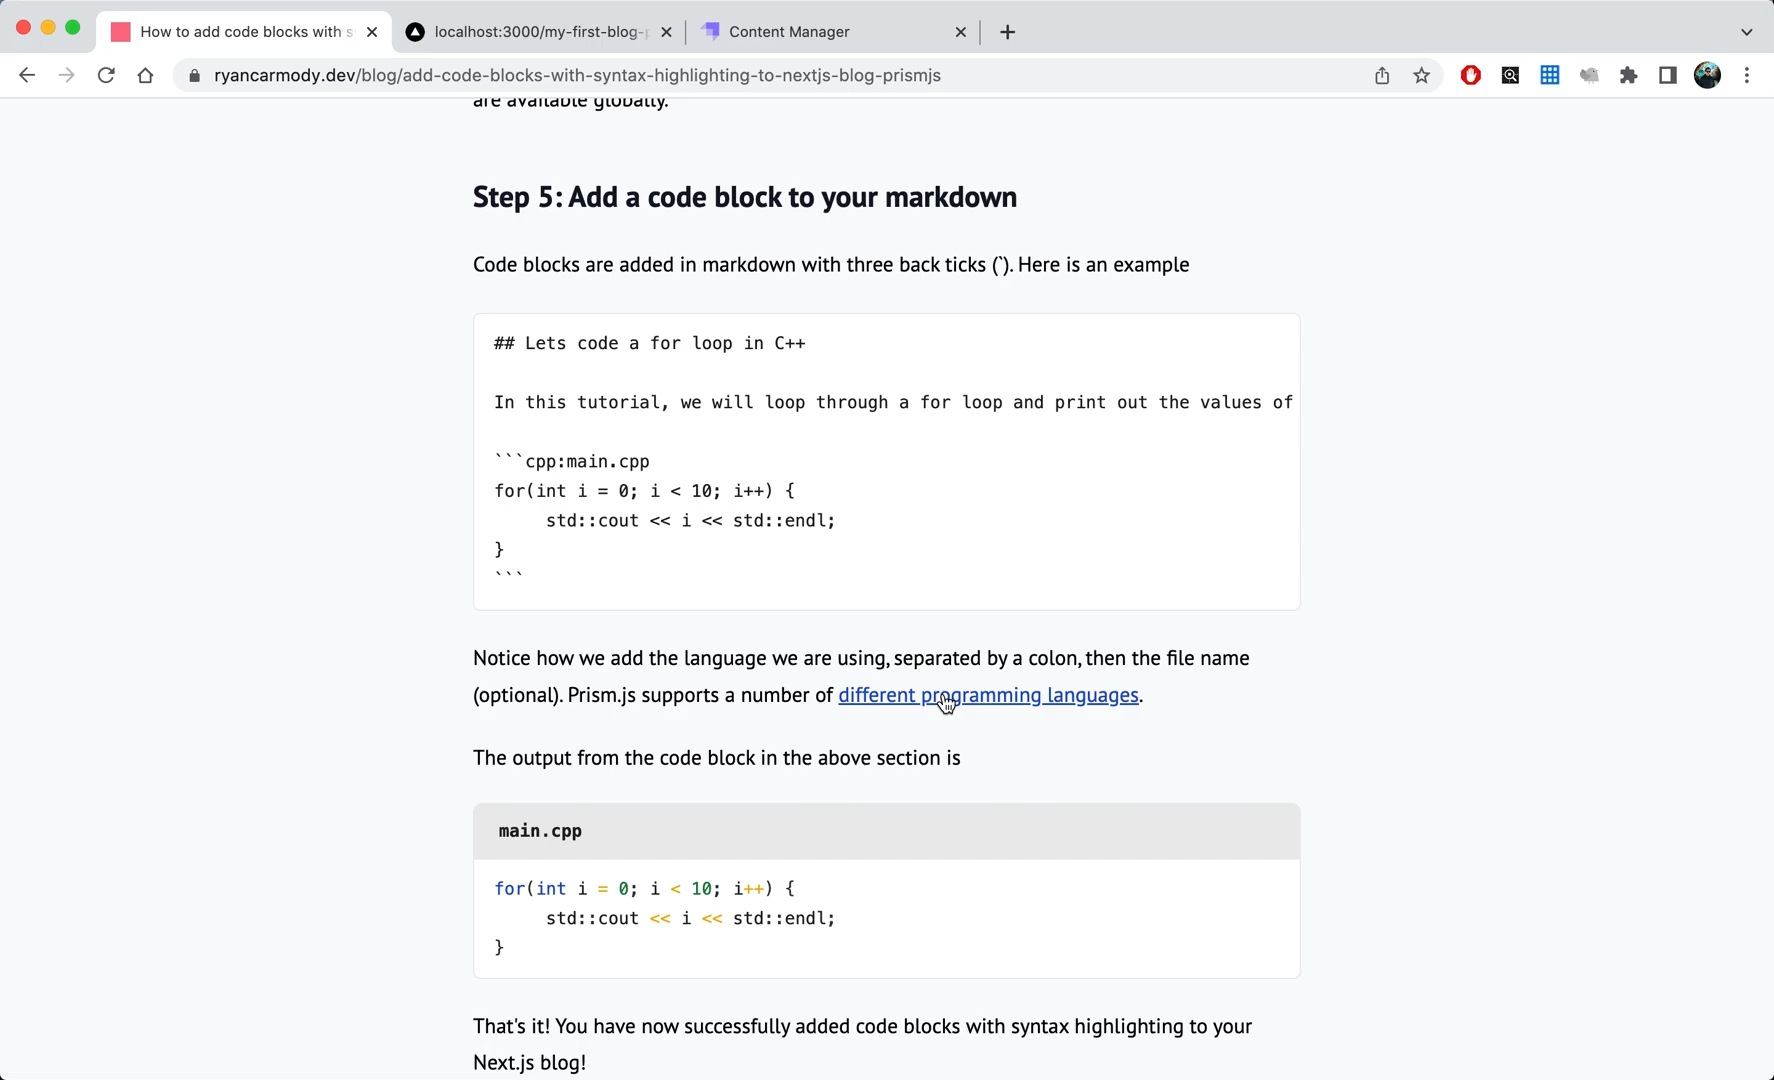 How to add code blocks with s
localhost:3000/my-first-blog-p
Content Manager
ryancarmody.dev/blog/add-code-blocks-with-syntax-highlighting-to-nextjs-blog-prismjs
are available globally.
Step 5: Add a code block to your markdown
Code blocks are added in markdown with three back ticks (`). Here is an example
## Lets code a for loop in C++
In this tutorial, we will loop through a for loop and print out the values of
```cpp:main.cpp
for(int i = 0; i < 10; i++) {
     std::cout << i << std::endl;
}
```
Notice how we add the language we are using, separated by a colon, then the file name
(optional). Prism.js supports a number of different programming languages.
The output from the code block in the above section is
main.cpp
for(int i = 0; i < 10; i++) {
     std::cout << i << std::endl;
}
That's it! You have now successfully added code blocks with syntax highlighting to your
Next.js blog!